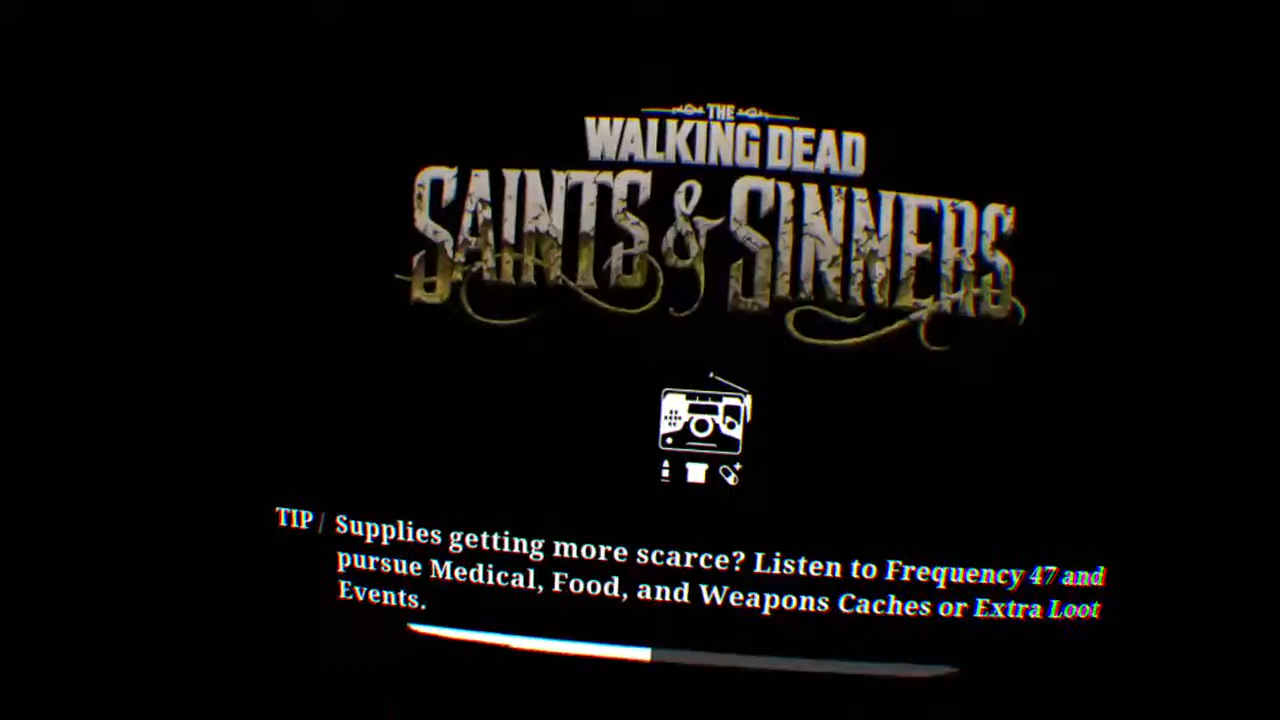 THE
WALKING DEAD
SAINTS & SINNERS
TIP / Supplies getting more scarce? Listen to Frequency 47 and
pursue Medical, Food, and Weapons Caches or Extra Loot
Events.